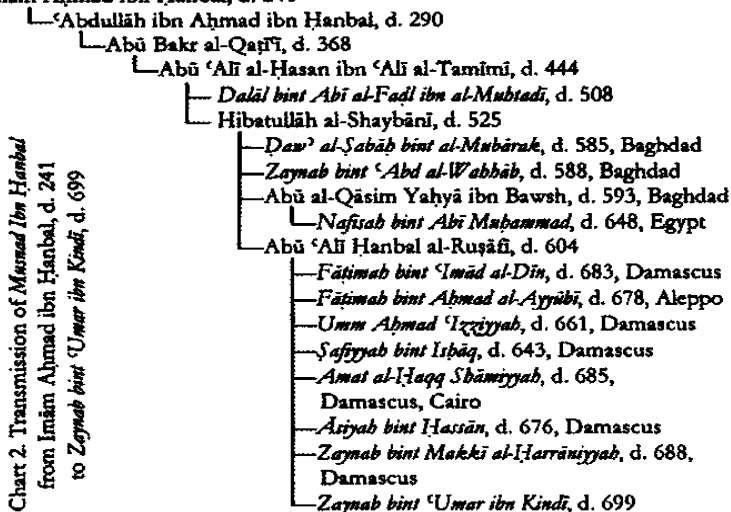 ʿAbdullāh ibn Aḥmad ibn Ḥanbal, d. 290
Abū Bakr al-Qaṭīʿī, d. 368
Abū ʿAlī al-Ḥasan ibn ʿAlī al-Tamīmī, d. 444
Dalāl bint Abī al-Faḍl ibn al-Muhtadī, d. 508
Hibatullāh al-Shaybānī, d. 525
Ḍawʾ al-Ṣabāḥ bint al-Mubārak, d. 585, Baghdad
Zaynab bint ʿAbd al-Wahhāb, d. 588, Baghdad
Abū al-Qāsim Yaḥyā ibn Bawsh, d. 593, Baghdad
Nafīsah bint Abī Muḥammad, d. 648, Egypt
Abū ʿAlī Ḥanbal al-Ruṣāfī, d. 604
Fāṭimah bint ʿImād al-Dīn, d. 683, Damascus
Fāṭimah bint Aḥmad al-Ayyūbī, d. 678, Aleppo
Umm Aḥmad ʿIzziyyah, d. 661, Damascus
Ṣafiyyah bint Isḥāq, d. 643, Damascus
Amat al-Ḥaqq Shāmiyyah, d. 685,
Damascus, Cairo
Āsiyah bint Ḥassān, d. 676, Damascus
Zaynab bint Makkī al-Ḥarrāniyyah, d. 688,
Damascus
Zaynab bint ʿUmar ibn Kindī, d. 699
Chart 2. Transmission of Musnad Ibn Ḥanbal
from Imām Aḥmad ibn Ḥanbal, d. 241
to Zaynab bint ʿUmar ibn Kindī, d. 699